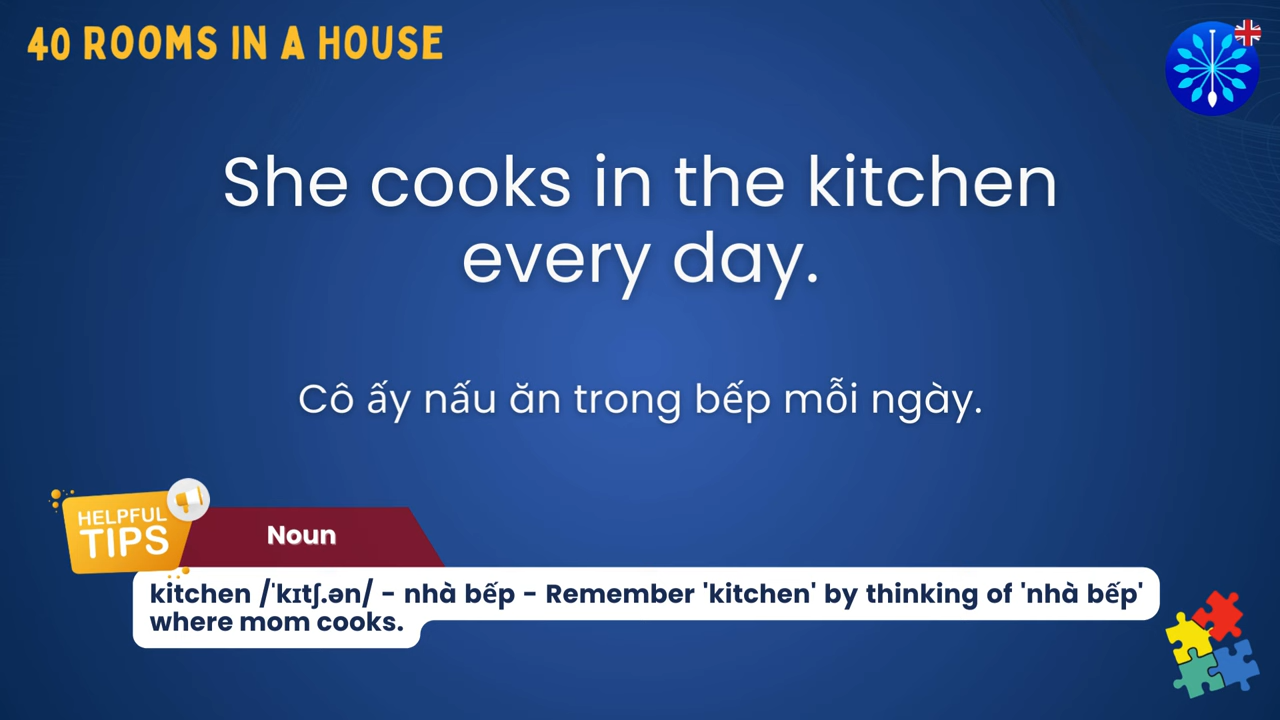 40 ROOMS IN A HOUSE
She cooks in the kitchen
every day.
Cô ấy nấu ăn trong bếp mỗi ngày.
HELPFUL
TIPS
Noun
kitchen /ˈkɪtʃ.ən/ - nhà bếp - Remember 'kitchen' by thinking of 'nhà bếp'
where mom cooks.